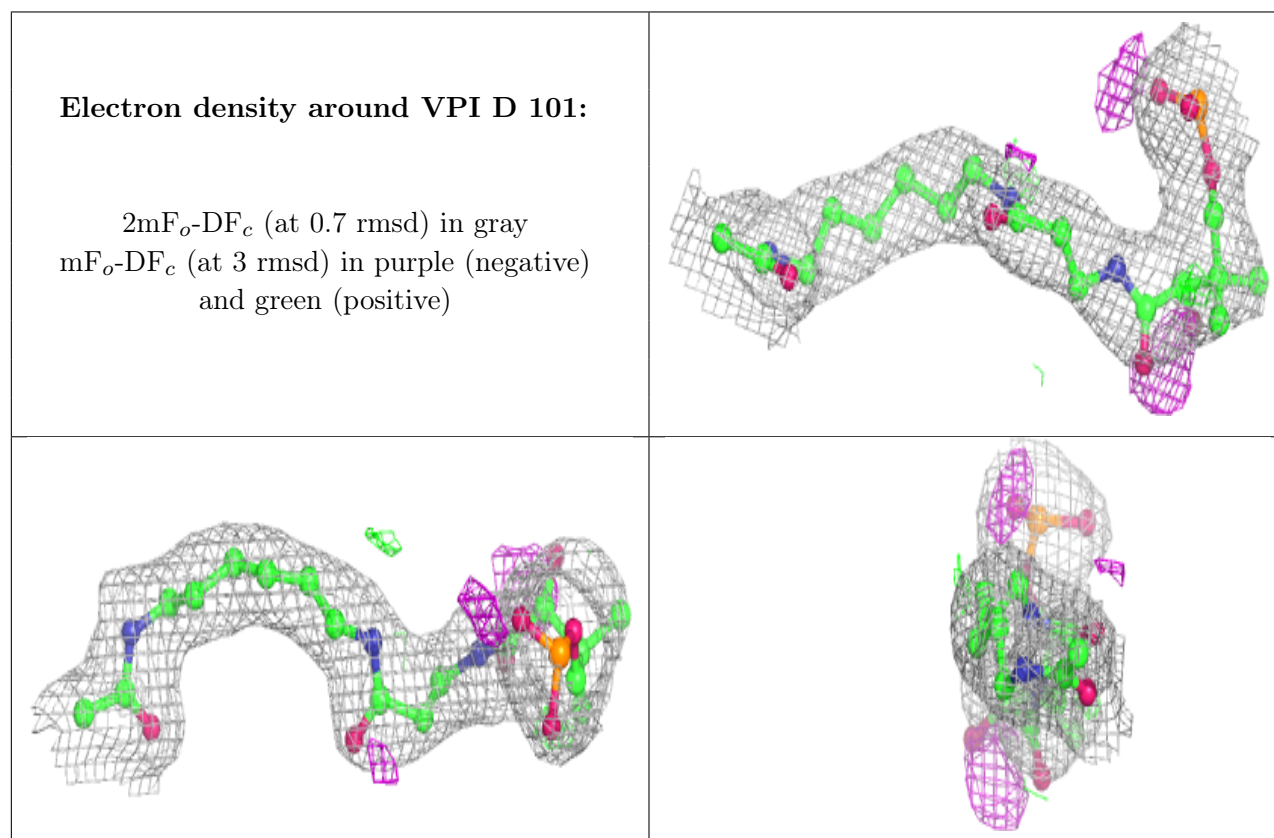 Electron density around VPI D 101:
2mFₒ-DF𝒸 (at 0.7 rmsd) in gray
mFₒ-DF𝒸 (at 3 rmsd) in purple (negative)
and green (positive)